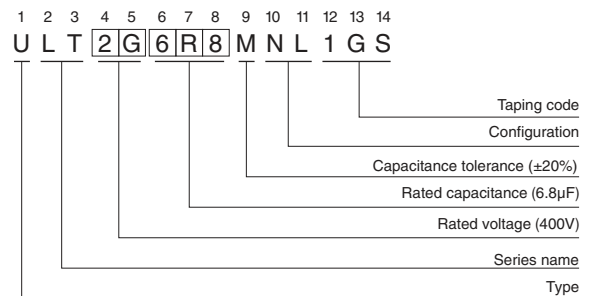 1 2 3 4 5 6 7 8 9 10 11 12 13 14
U L T 2 G 6 R 8 M N L 1 G S
Taping code
Configuration
Capacitance tolerance (±20%)
Rated capacitance (6.8µF)
Rated voltage (400V)
Series name
Type